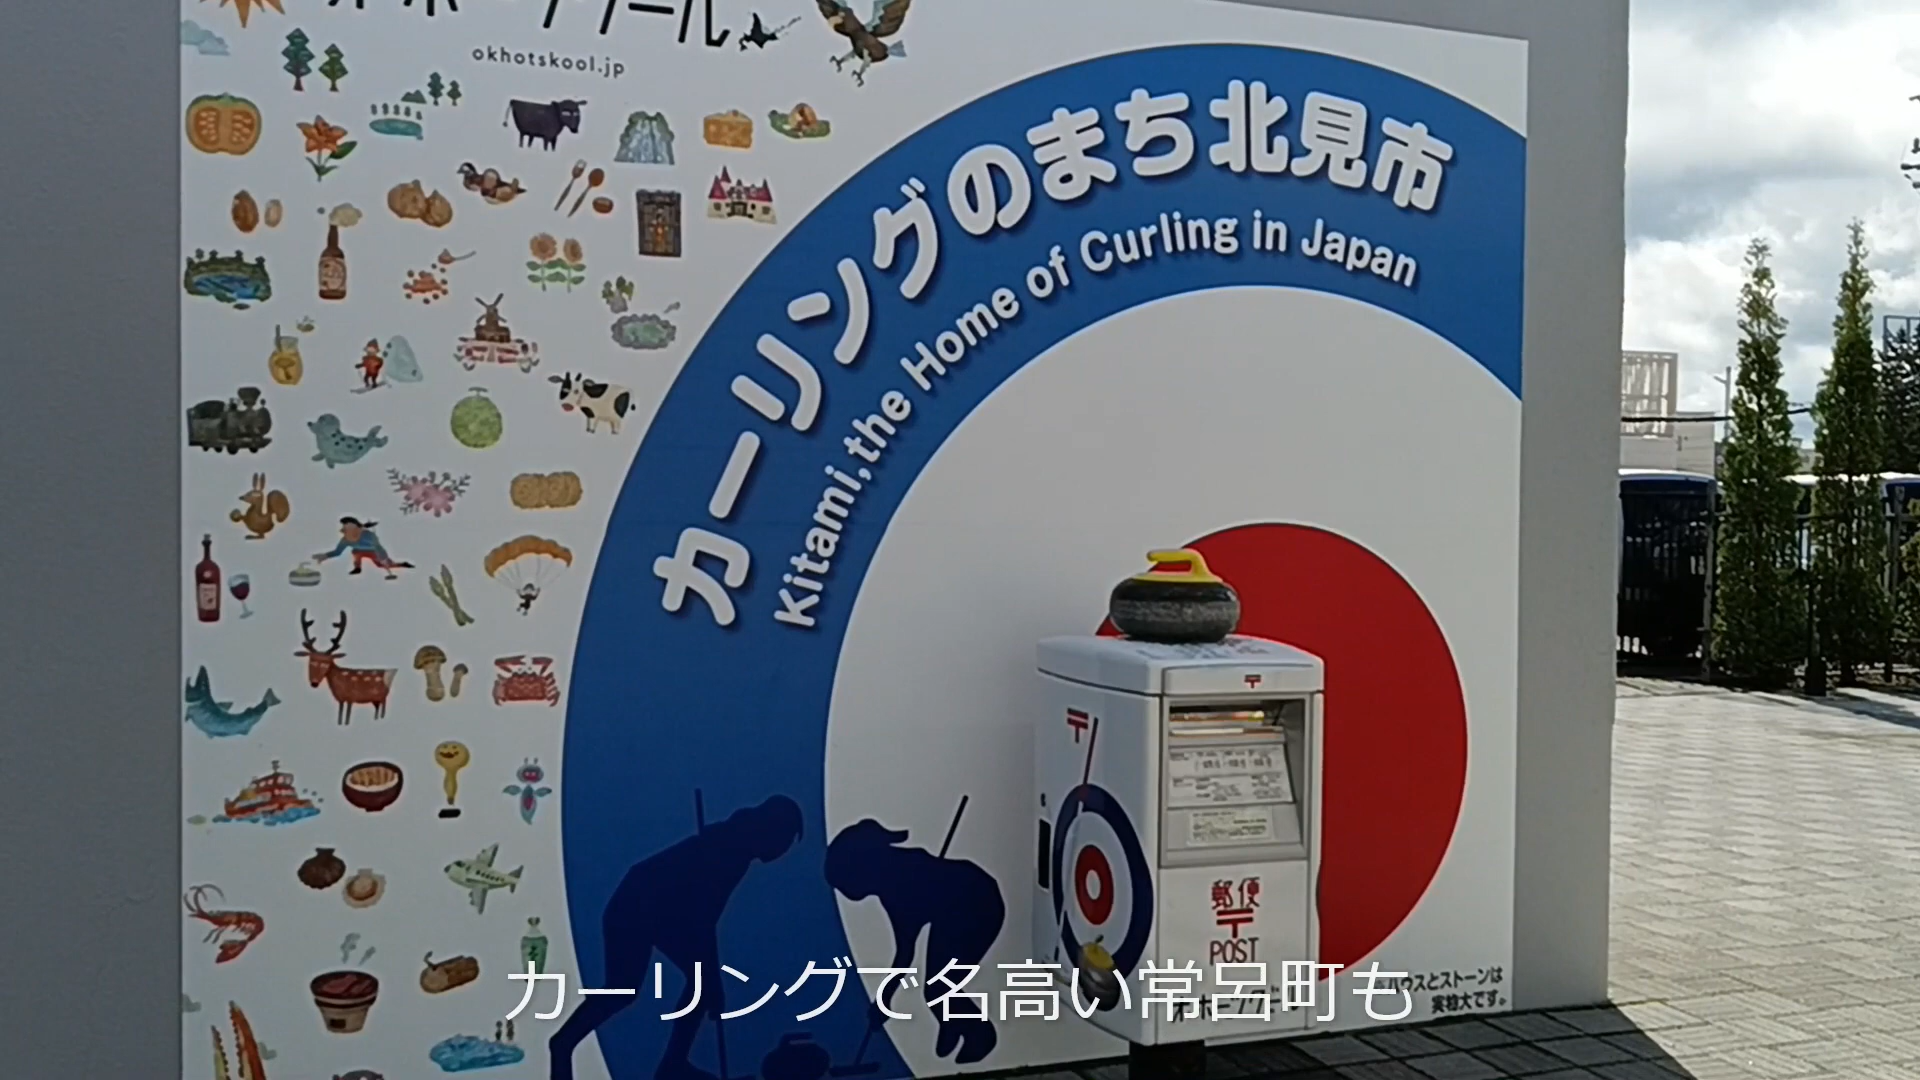 okhotskool.jp
カーリングのまち北見市
Kitami,the Home of Curling in Japan
〒
〒
郵便
〒
POST
ハウスとストーンは
実物大です。
カーリングで名高い常呂町も